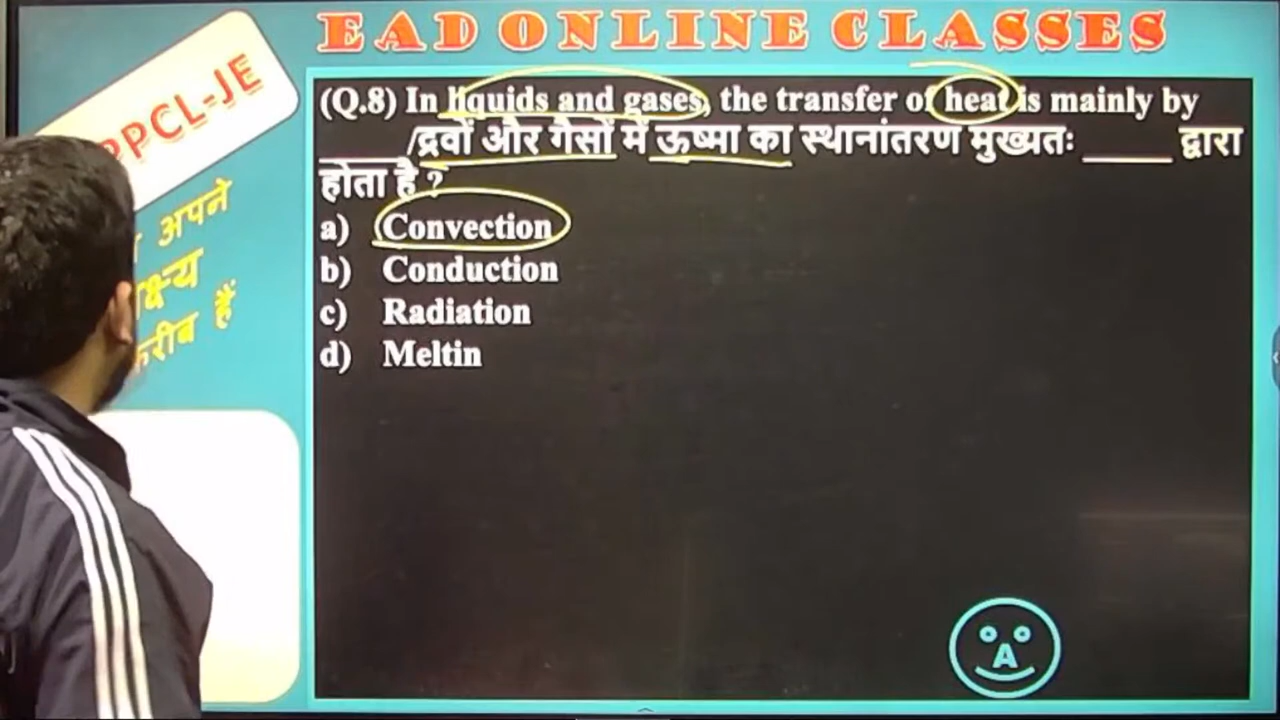 EAD ONLINE CLASSES
PPCL-JE
अपने
करीब हैं
(Q.8) In liquids and gases, the transfer of heat is mainly by
_____ /द्रवों और गैसों में ऊष्मा का स्थानांतरण मुख्यतः _____ द्वारा
होता है ?
a) Convection
b) Conduction
c) Radiation
d) Meltin
A